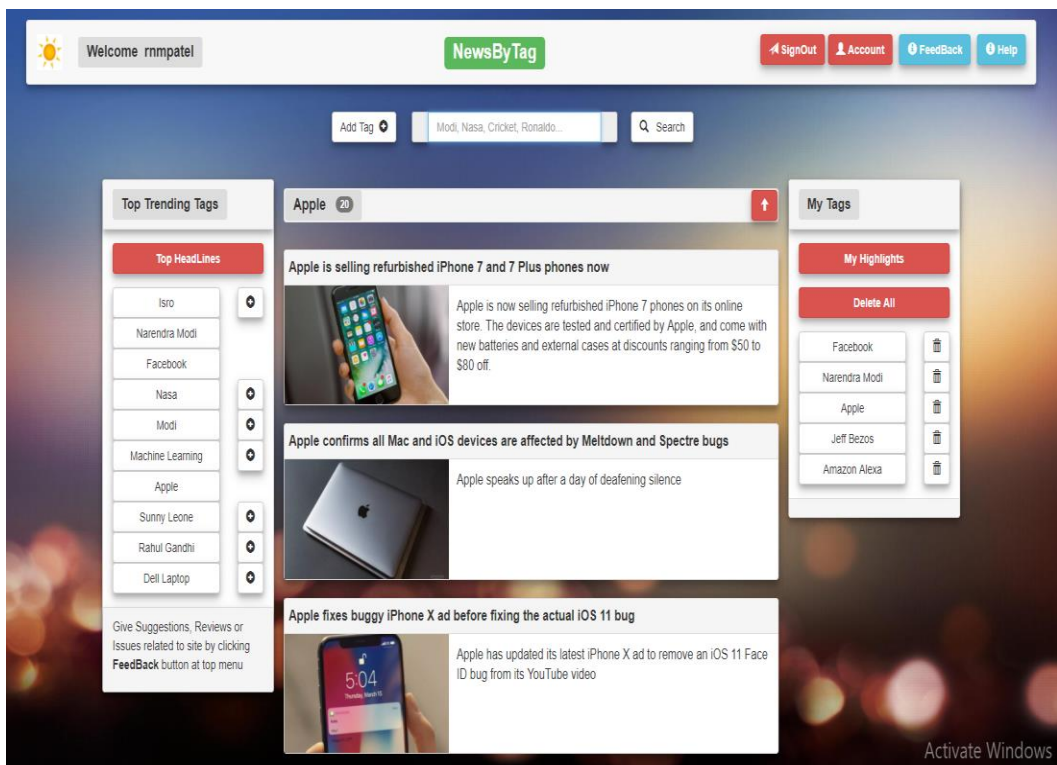 Welcome rnmpatel
NewsByTag
SignOut
Account
FeedBack
Help
Add Tag
Modi, Nasa, Cricket, Ronaldo...
Search
Top Trending Tags
Top HeadLines
Isro
Narendra Modi
Facebook
Nasa
Modi
Machine Learning
Apple
Sunny Leone
Rahul Gandhi
Dell Laptop
Give Suggestions, Reviews or
Issues related to site by clicking
FeedBack button at top menu
Apple 20
Apple is selling refurbished iPhone 7 and 7 Plus phones now
Apple is now selling refurbished iPhone 7 phones on its online
store. The devices are tested and certified by Apple, and come with
new batteries and external cases at discounts ranging from $50 to
$80 off.
Apple confirms all Mac and iOS devices are affected by Meltdown and Spectre bugs
Apple speaks up after a day of deafening silence
Apple fixes buggy iPhone X ad before fixing the actual iOS 11 bug
5:04
Apple has updated its latest iPhone X ad to remove an iOS 11 Face
ID bug from its YouTube video
My Tags
My Highlights
Delete All
Facebook
Narendra Modi
Apple
Jeff Bezos
Amazon Alexa
Activate Windows